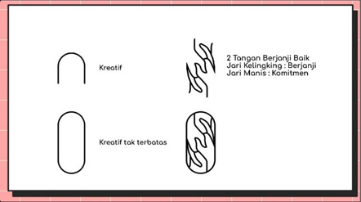 Kreatif
2 Tangan Berjanji Baik
Jari Kelingking : Berjanji
Jari Manis : Komitmen
Kreatif tak terbatas